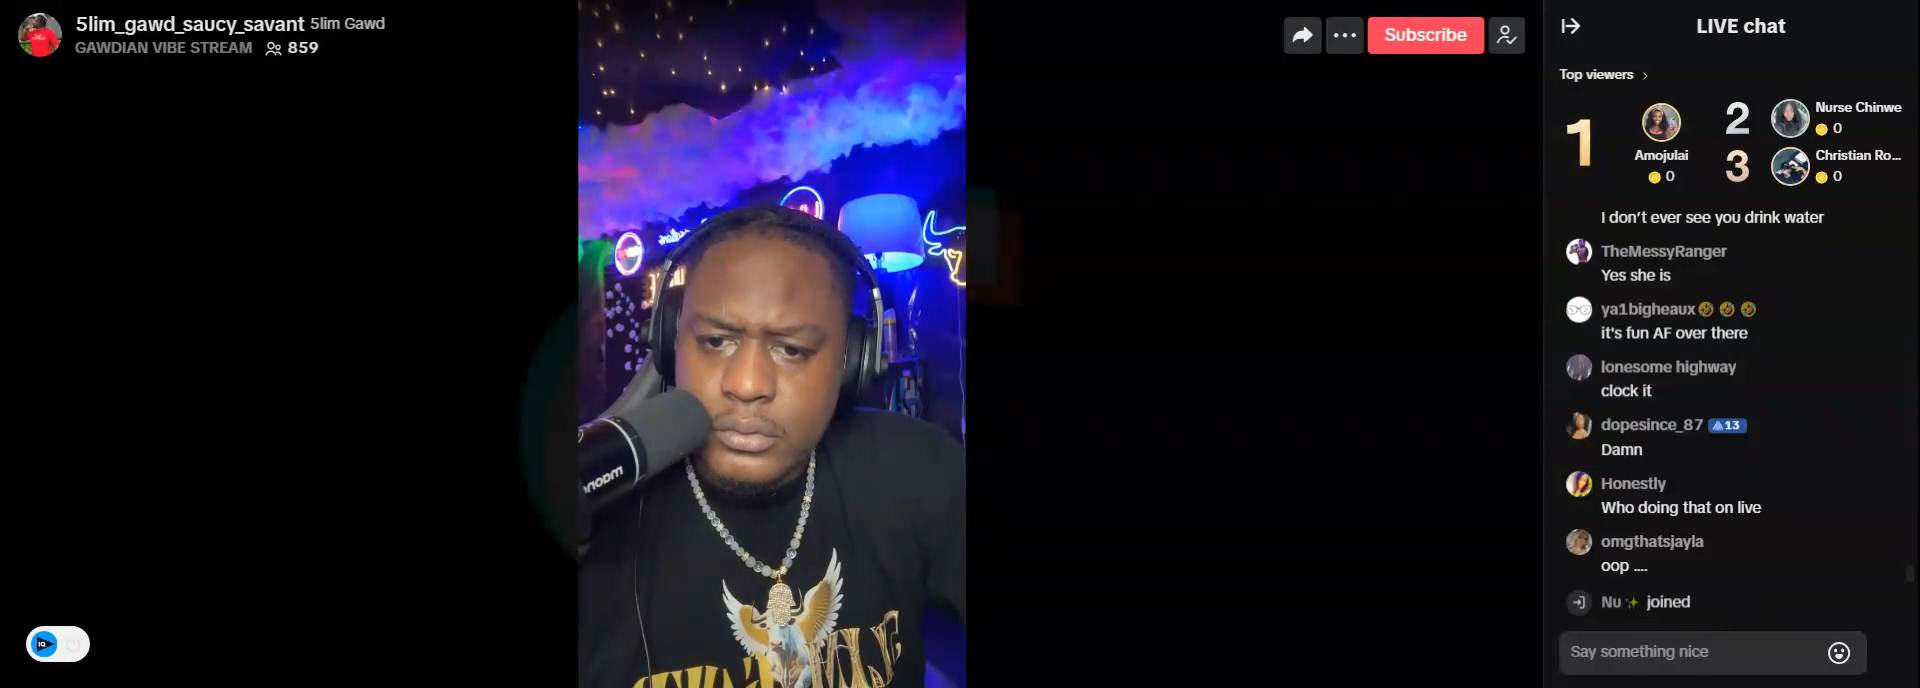 5lim_gawd_saucy_savant 5lim Gawd
GAWDIAN VIBE STREAM 859
Subscribe
LIVE chat
Top viewers
1
Amojulai
0
2
Nurse Chinwe
0
3
Christian Ro...
0
I don't ever see you drink water
TheMessyRanger
Yes she is
ya1bigheaux🤣 🤣 🤣
it's fun AF over there
lonesome highway
clock it
dopesince_87 13
Damn
Honestly
Who doing that on live
omgthatsjayla
oop ....
Nu ✨ joined
Say something nice